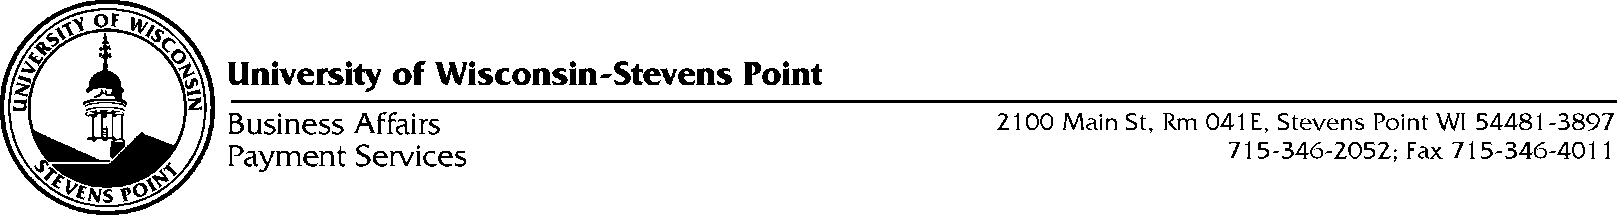 UNIVERSITY OF WISCONSIN
STEVENS POINT
University of Wisconsin-Stevens Point
Business Affairs
Payment Services
2100 Main St, Rm 041E, Stevens Point WI 54481-3897
715-346-2052; Fax 715-346-4011